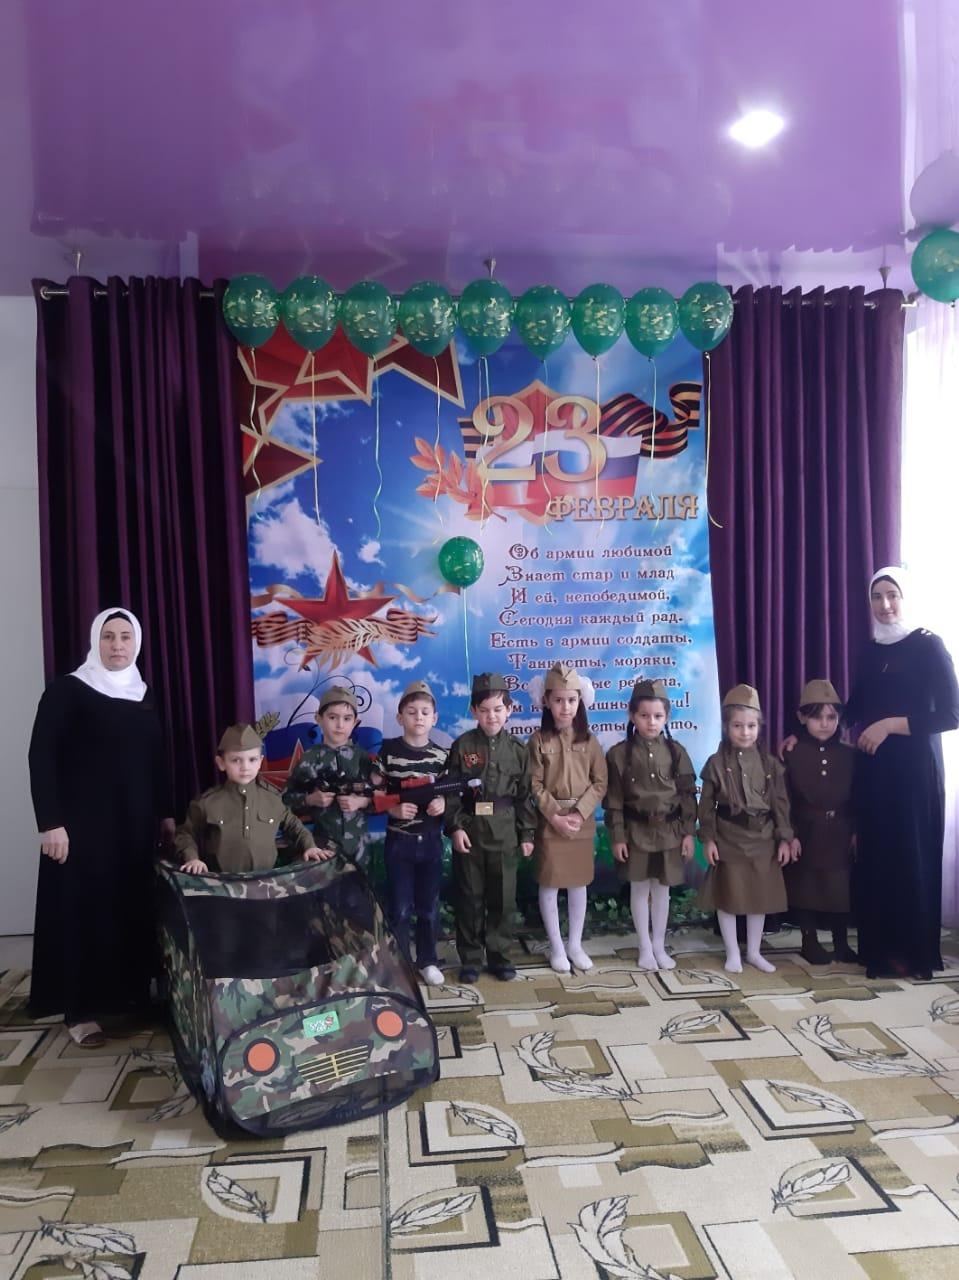 23
ФЕВРАЛЯ
Об армии любимой
Знает стар и млад
И ей, непобедимой,
Сегодня каждый рад.
Есть в армии солдаты,
Танкисты, моряки,